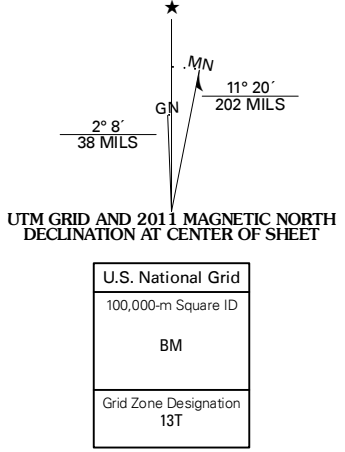 ★
MN
11° 20´
202 MILS
GN
2° 8´
38 MILS
UTM GRID AND 2011 MAGNETIC NORTH
DECLINATION AT CENTER OF SHEET
U.S. National Grid
100,000-m Square ID
BM
Grid Zone Designation
13T